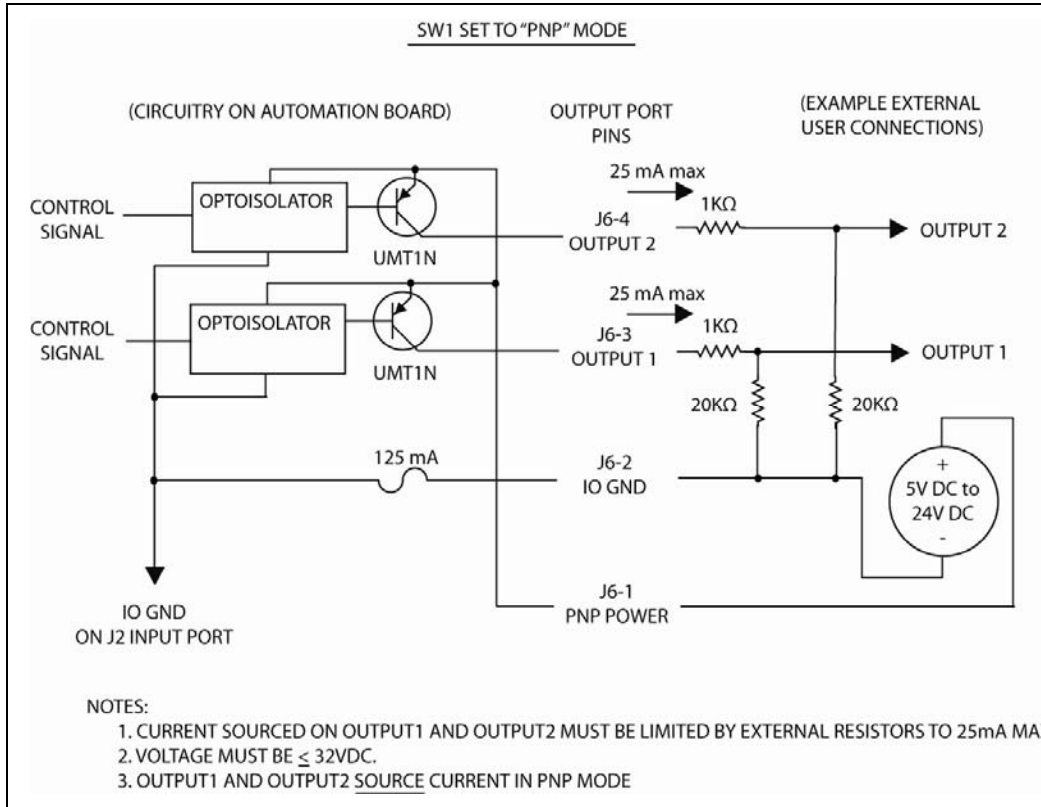 SW1 SET TO "PNP" MODE
(CIRCUITRY ON AUTOMATION BOARD)
OUTPUT PORT
PINS
(EXAMPLE EXTERNAL
USER CONNECTIONS)
25 mA max
1KΩ
CONTROL
SIGNAL
OPTOISOLATOR
UMT1N
J6-4
OUTPUT 2
OUTPUT 2
25 mA max
1KΩ
CONTROL
SIGNAL
OPTOISOLATOR
UMT1N
J6-3
OUTPUT 1
OUTPUT 1
20KΩ
20KΩ
125 mA
J6-2
IO GND
+
5V DC to
24V DC
-
J6-1
PNP POWER
IO GND
ON J2 INPUT PORT
NOTES:
1. CURRENT SOURCED ON OUTPUT1 AND OUTPUT2 MUST BE LIMITED BY EXTERNAL RESISTORS TO 25mA MA
2. VOLTAGE MUST BE ≤ 32VDC.
3. OUTPUT1 AND OUTPUT2 SOURCE CURRENT IN PNP MODE